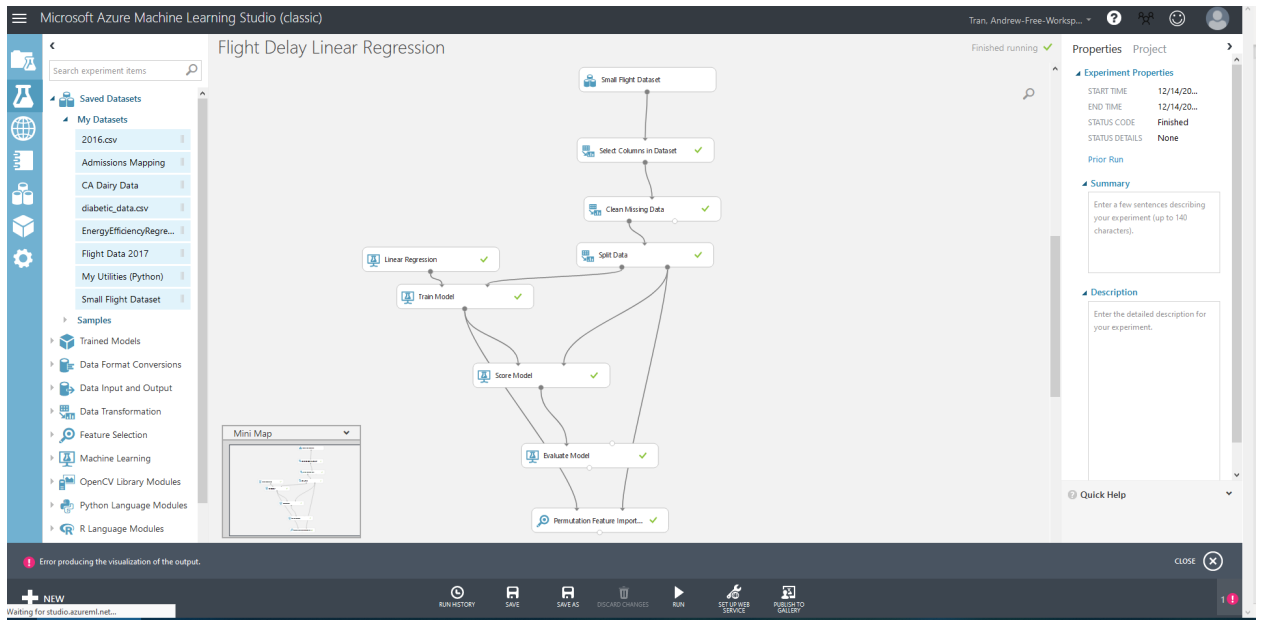 Microsoft Azure Machine Learning Studio (classic)
Tran. Andrew-Free-Worksp...
?
Search experiment items
Saved Datasets
My Datasets
2016.csv
Admissions Mapping
CA Dairy Data
diabetic_data.csv
EnergyEfficiencyRegre...
Flight Data 2017
My Utilities (Python)
Small Flight Dataset
Samples
Trained Models
Data Format Conversions
Data Input and Output
Data Transformation
Feature Selection
Machine Learning
OpenCV Library Modules
Python Language Modules
R Language Modules
Flight Delay Linear Regression
Finished running
Small Flight Dataset
Select Columns in Dataset
Clean Missing Data
Linear Regression
Split Data
Train Model
Score Model
Evaluate Model
Permutation Feature Import...
Mini Map
Properties Project
Experiment Properties
START TIME 12/14/20...
END TIME 12/14/20...
STATUS CODE Finished
STATUS DETAILS None
Prior Run
Summary
Enter a few sentences describing
your experiment (up to 140
characters).
Description
Enter the detailed description for
your experiment.
Quick Help
Error producing the visualization of the output.
CLOSE
NEW
RUN HISTORY
SAVE
SAVE AS
DISCARD CHANGES
RUN
SET UP WEB
SERVICE
PUBLISH TO
GALLERY
1
Waiting for studio.azureml.net...